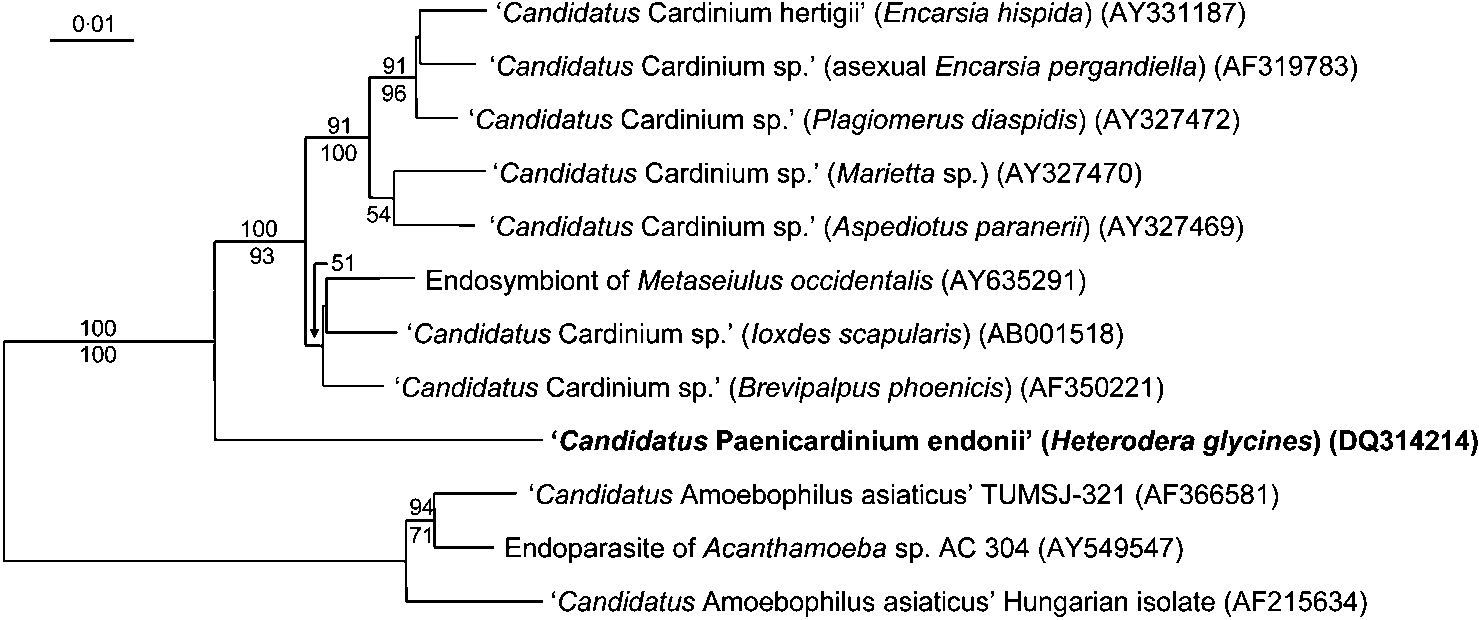 0·01
‘Candidatus Cardinium hertigii’ (Encarsia hispida) (AY331187)
‘Candidatus Cardinium sp.’ (asexual Encarsia pergandiella) (AF319783)
91
96
‘Candidatus Cardinium sp.’ (Plagiomerus diaspidis) (AY327472)
91
100
‘Candidatus Cardinium sp.’ (Marietta sp.) (AY327470)
54
‘Candidatus Cardinium sp.’ (Aspediotus paranerii) (AY327469)
100
93
51
Endosymbiont of Metaseiulus occidentalis (AY635291)
‘Candidatus Cardinium sp.’ (Ioxdes scapularis) (AB001518)
100
100
‘Candidatus Cardinium sp.’ (Brevipalpus phoenicis) (AF350221)
‘Candidatus Paenicardinium endonii’ (Heterodera glycines) (DQ314214)
‘Candidatus Amoebophilus asiaticus’ TUMSJ-321 (AF366581)
94
71
Endoparasite of Acanthamoeba sp. AC 304 (AY549547)
‘Candidatus Amoebophilus asiaticus’ Hungarian isolate (AF215634)